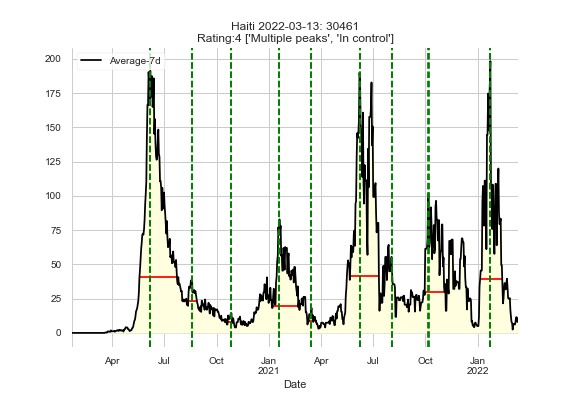 Haiti 2022-03-13: 30461
Rating:4 ['Multiple peaks', 'In control']
Average-7d
200
175
150
125
100
75
50
25
0
Apr Jul Oct Jan Apr Jul Oct Jan
2021 2022
Date